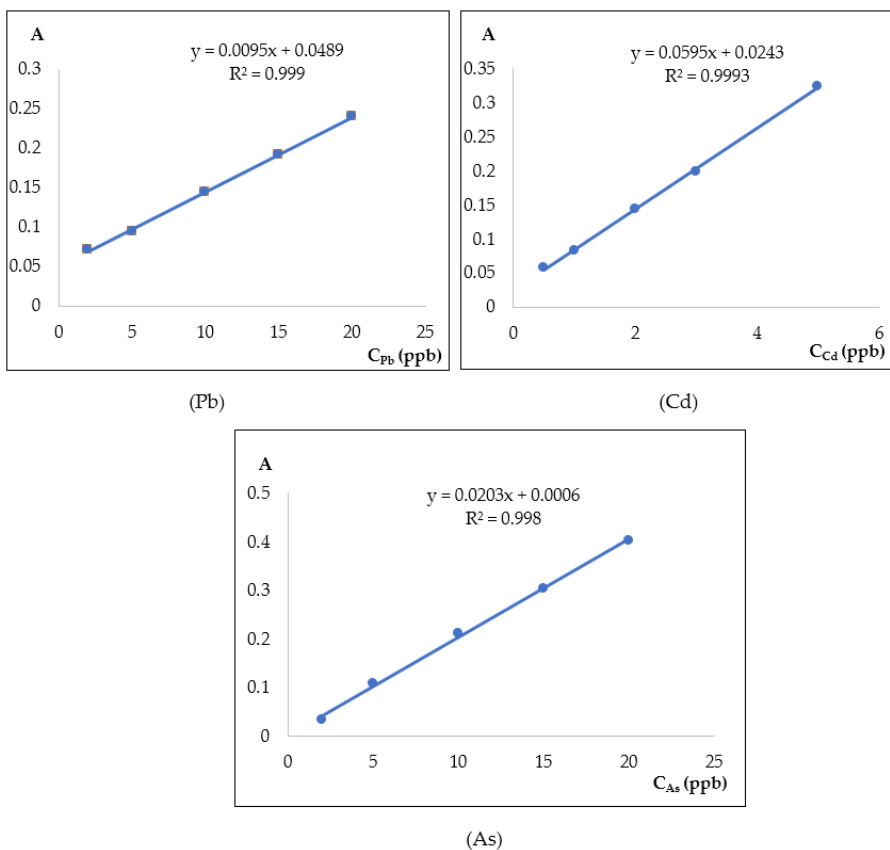 A
y = 0.0095x + 0.0489
R² = 0.999
0.3
0.25
0.2
0.15
0.1
0.05
0
0 5 10 15 20 25
C_Pb (ppb)
(Pb)
A
y = 0.0595x + 0.0243
R² = 0.9993
0.35
0.3
0.25
0.2
0.15
0.1
0.05
0
0 2 4 6
C_Cd (ppb)
(Cd)
A
y = 0.0203x + 0.0006
R² = 0.998
0.5
0.4
0.3
0.2
0.1
0
0 5 10 15 20 25
C_As (ppb)
(As)